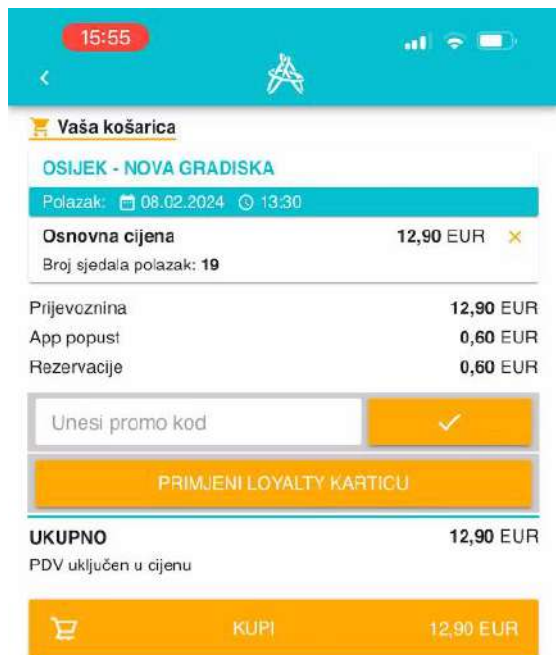 15:55
Vaša košarica
OSIJEK - NOVA GRADISKA
Polazak: 08.02.2024 13:30
Osnovna cijena 12,90 EUR
Broj sjedala polazak: 19
Prijevoznina 12,90 EUR
App popust 0,60 EUR
Rezervacije 0,60 EUR
Unesi promo kod
PRIMJENI LOYALTY KARTICU
UKUPNO 12,90 EUR
PDV uključen u cijenu
KUPI 12,90 EUR